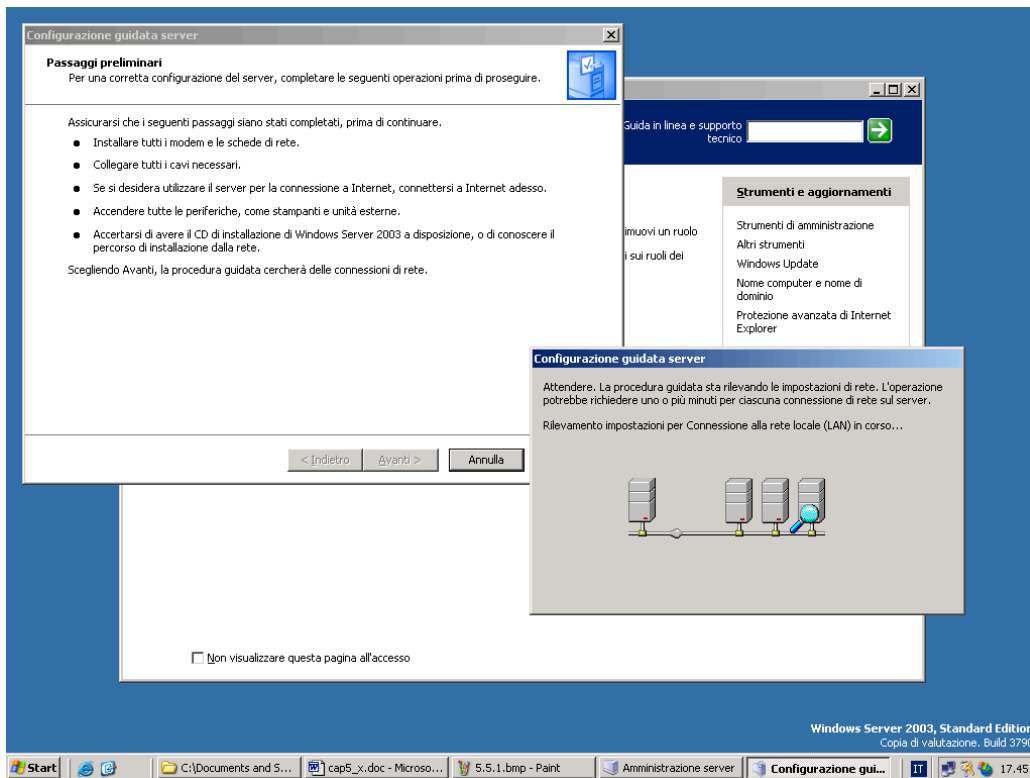 Configurazione guidata server
Passaggi preliminari
Per una corretta configurazione del server, completare le seguenti operazioni prima di proseguire.
Assicurarsi che i seguenti passaggi siano stati completati, prima di continuare.
Installare tutti i modem e le schede di rete.
Collegare tutti i cavi necessari.
Se si desidera utilizzare il server per la connessione a Internet, connettersi a Internet adesso.
Accendere tutte le periferiche, come stampanti e unità esterne.
Accertarsi di avere il CD di installazione di Windows Server 2003 a disposizione, o di conoscere il
percorso di installazione dalla rete.
Scegliendo Avanti, la procedura guidata cercherà delle connessioni di rete.
< Indietro
Avanti >
Annulla
Guida in linea e supporto
tecnico
imuovi un ruolo
i sui ruoli dei
Strumenti e aggiornamenti
Strumenti di amministrazione
Altri strumenti
Windows Update
Nome computer e nome di
dominio
Protezione avanzata di Internet
Explorer
Configurazione guidata server
Attendere. La procedura guidata sta rilevando le impostazioni di rete. L'operazione
potrebbe richiedere uno o più minuti per ciascuna connessione di rete sul server.
Rilevamento impostazioni per Connessione alla rete locale (LAN) in corso...
Non visualizzare questa pagina all'accesso
Windows Server 2003, Standard Edition
Copia di valutazione. Build 3790
Start
C:\Documents and S...
cap5_x.doc - Microso...
5.5.1.bmp - Paint
Amministrazione server
Configurazione gui...
IT
17.45